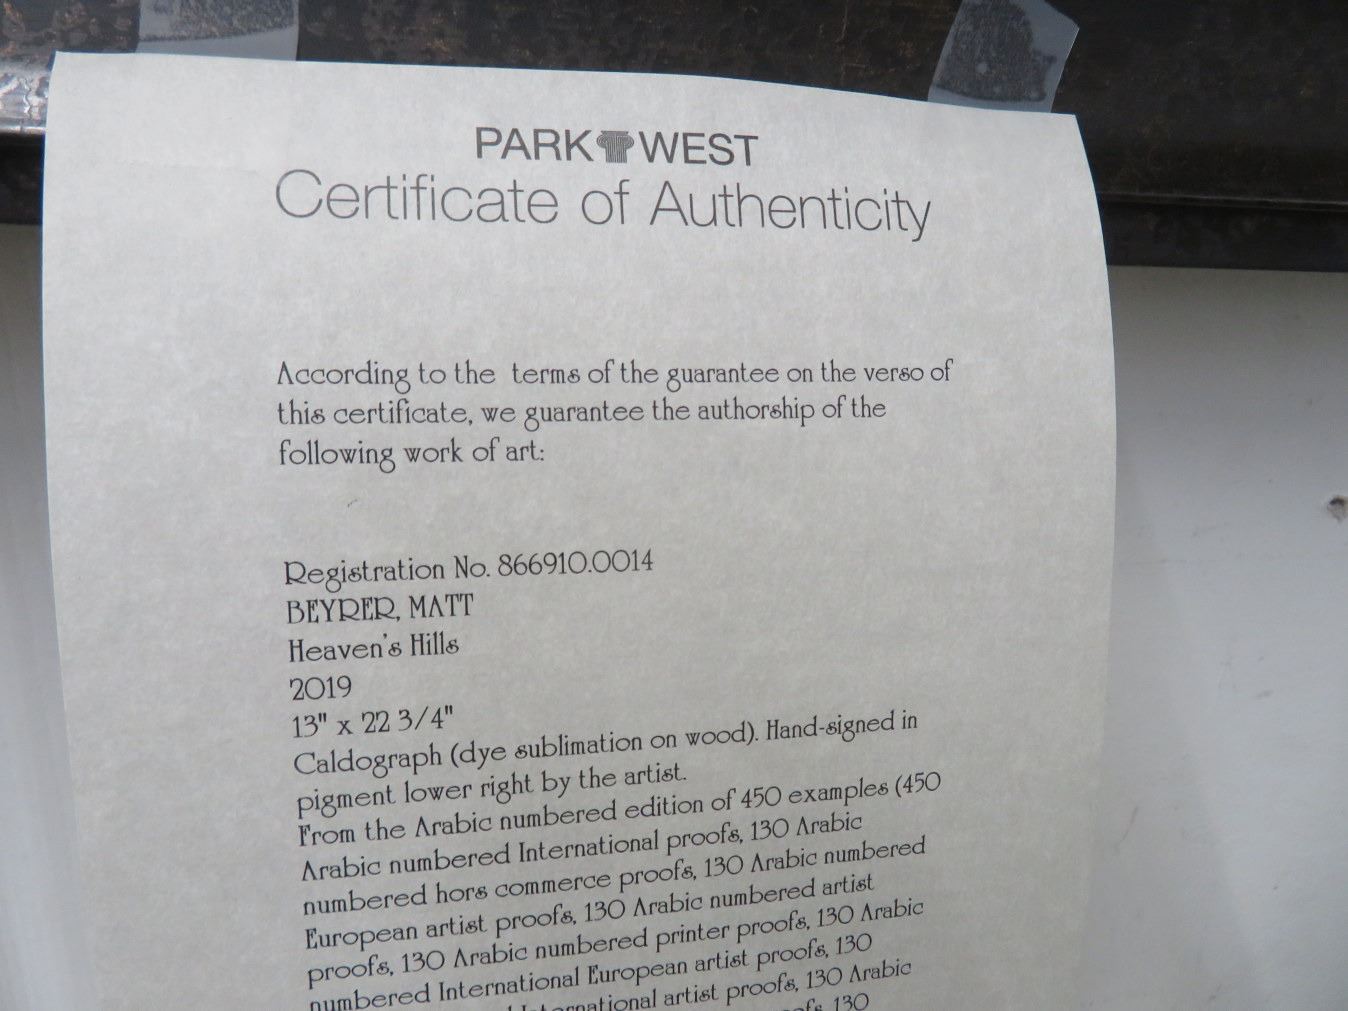 PARK WEST
Certificate of Authenticity
According to the terms of the guarantee on the verso of
this certificate, we guarantee the authorship of the
following work of art:
Registration No. 866910.0014
BEYRER, MATT
Heaven's Hills
2019
13" x 22 3/4"
Caldograph (dye sublimation on wood). Hand-signed in
pigment lower right by the artist.
From the Arabic numbered edition of 450 examples (450
Arabic numbered International proofs, 130 Arabic
numbered hors commerce proofs, 130 Arabic numbered
European artist proofs, 130 Arabic numbered artist
proofs, 130 Arabic numbered printer proofs, 130 Arabic
numbered International European artist proofs, 130
artist proofs, 130 Arabic
130